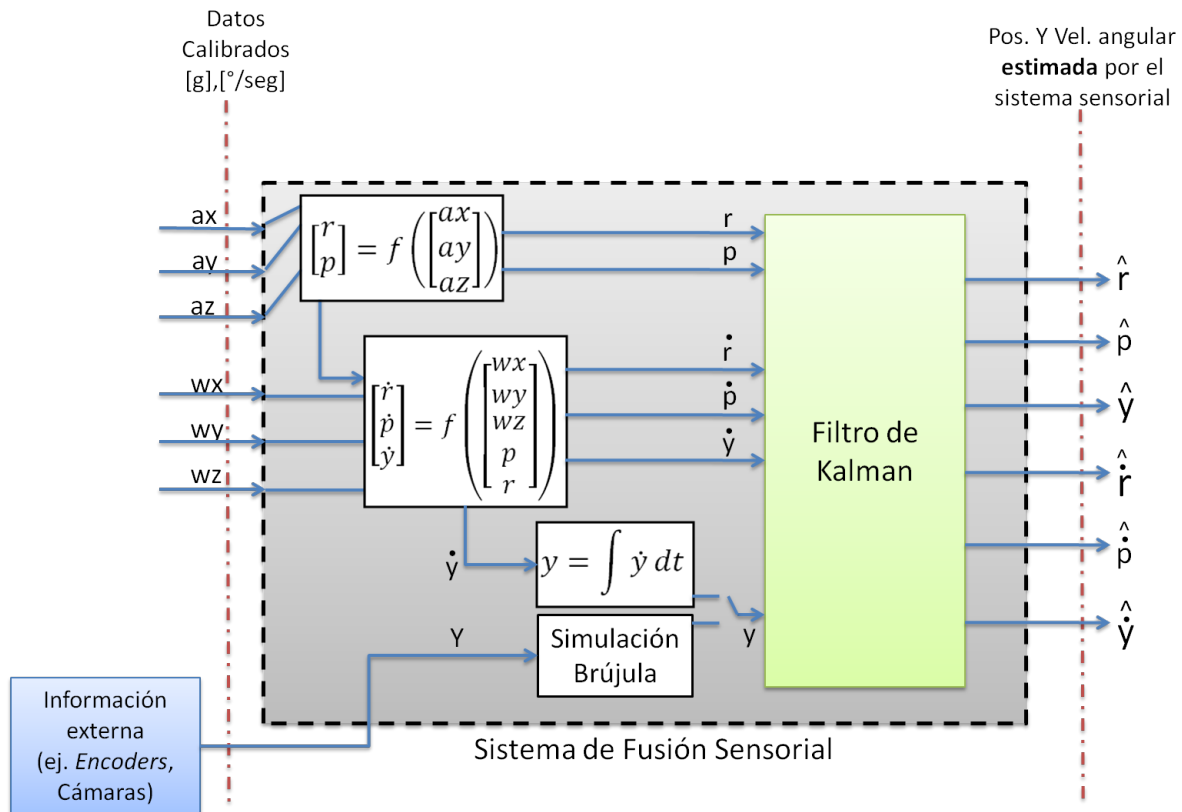 Datos
Calibrados
[g],[°/seg]
Pos. Y Vel. angular
estimada por el
sistema sensorial
ax
ay
az
[r p] = f([ax ay az])
r
p
wx
wy
wz
[ṙ ṗ ẏ] = f([wx wy wz p r])
ṙ
ṗ
ẏ
Filtro de
Kalman
r̂
p̂
ŷ
ṙ̂
ṗ̂
ẏ̂
ẏ
y = ∫ ẏ dt
Y
Simulación
Brújula
y
Información
externa
(ej. Encoders,
Cámaras)
Sistema de Fusión Sensorial